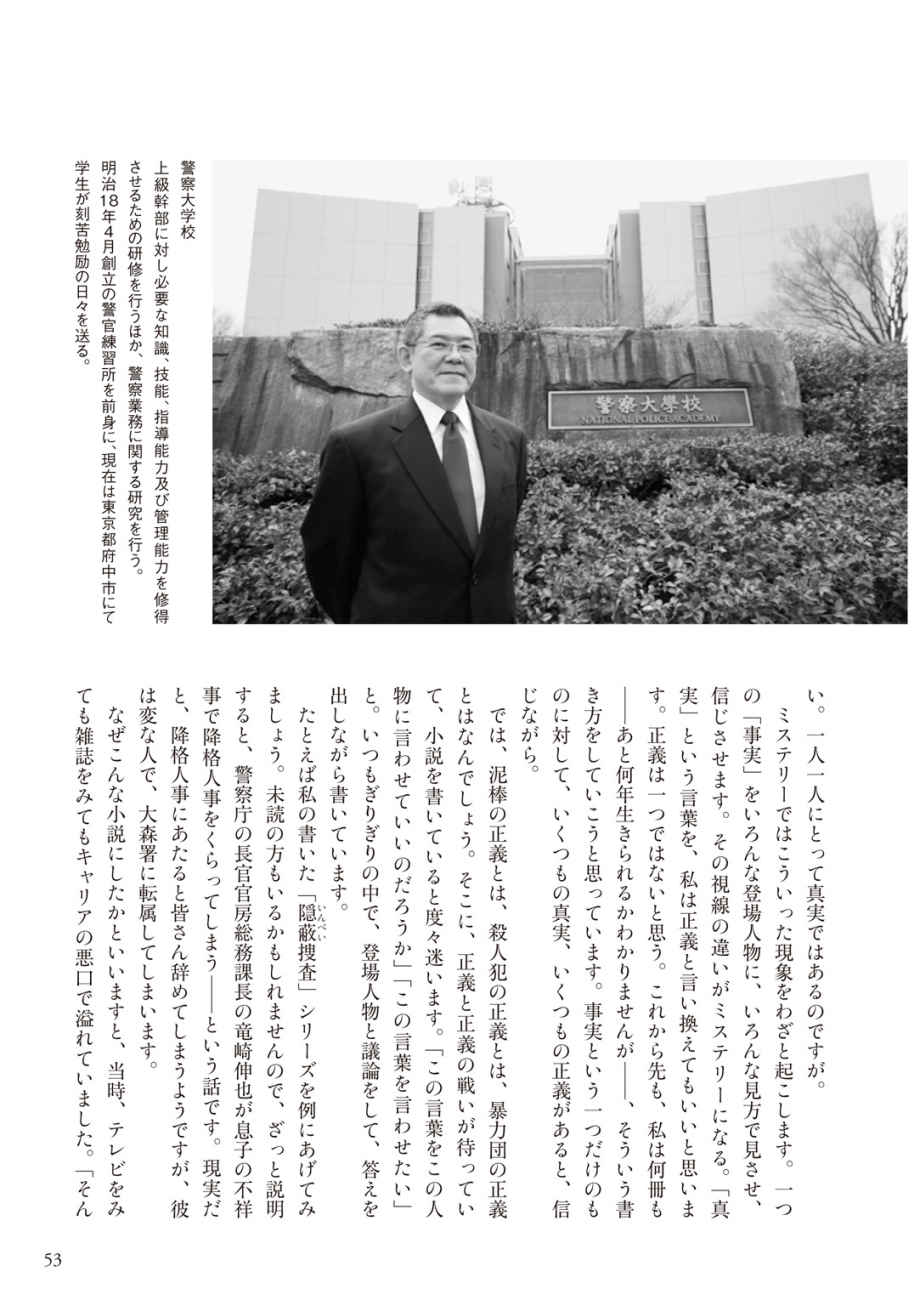 警察大学校
上級幹部に対し必要な知識、技能、指導能力及び管理能力を修得
させるための研修を行うほか、警察業務に関する研究を行う。
明治18年4月創立の警官練習所を前身に、現在は東京都府中市にて
学生が刻苦勉励の日々を送る。
警察大學校
NATIONAL POLICE ACADEMY
い。一人一人にとって真実ではあるのですが。
ミステリーではこういった現象をわざと起こします。一つ
の「事実」をいろんな登場人物に、いろんな見方で見させ、
信じさせます。その視線の違いがミステリーになる。「真
実」という言葉を、私は正義と言い換えてもいいと思いま
す。正義は一つではないと思う。これから先も、私は何冊も
――あと何年生きられるかわかりませんが――、そういう書
き方をしていこうと思っています。事実という一つだけのも
のに対して、いくつもの真実、いくつもの正義があると、信
じながら。
では、泥棒の正義とは、殺人犯の正義とは、暴力団の正義
とはなんでしょう。そこに、正義と正義の戦いが待ってい
て、小説を書いていると度々迷います。「この言葉をこの人
物に言わせていいのだろうか」「この言葉を言わせたい」
と。いつもぎりぎりの中で、登場人物と議論をして、答えを
出しながら書いています。
たとえば私の書いた「隠蔽捜査」シリーズを例にあげてみ
いんぺい
ましょう。未読の方もいるかもしれませんので、ざっと説明
すると、警察庁の長官官房総務課長の竜崎伸也が息子の不祥
事で降格人事をくらってしまう――という話です。現実だ
と、降格人事にあたると皆さん辞めてしまうようですが、彼
は変な人で、大森署に転属してしまいます。
なぜこんな小説にしたかといいますと、当時、テレビをみ
ても雑誌をみてもキャリアの悪口で溢れていました。「そん
53